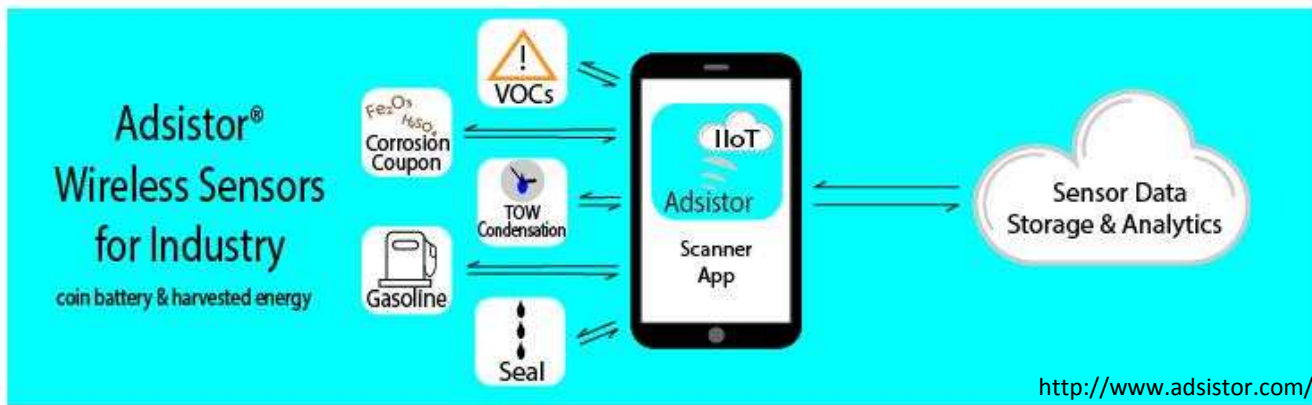 Adsistor®
Wireless Sensors
for Industry
coin battery & harvested energy
VOCs
Fe₂O₃
H₂SO₄
Corrosion
Coupon
TOW
Condensation
Gasoline
Seal
IIoT
Adsistor
Scanner
App
Sensor Data
Storage & Analytics
http://www.adsistor.com/